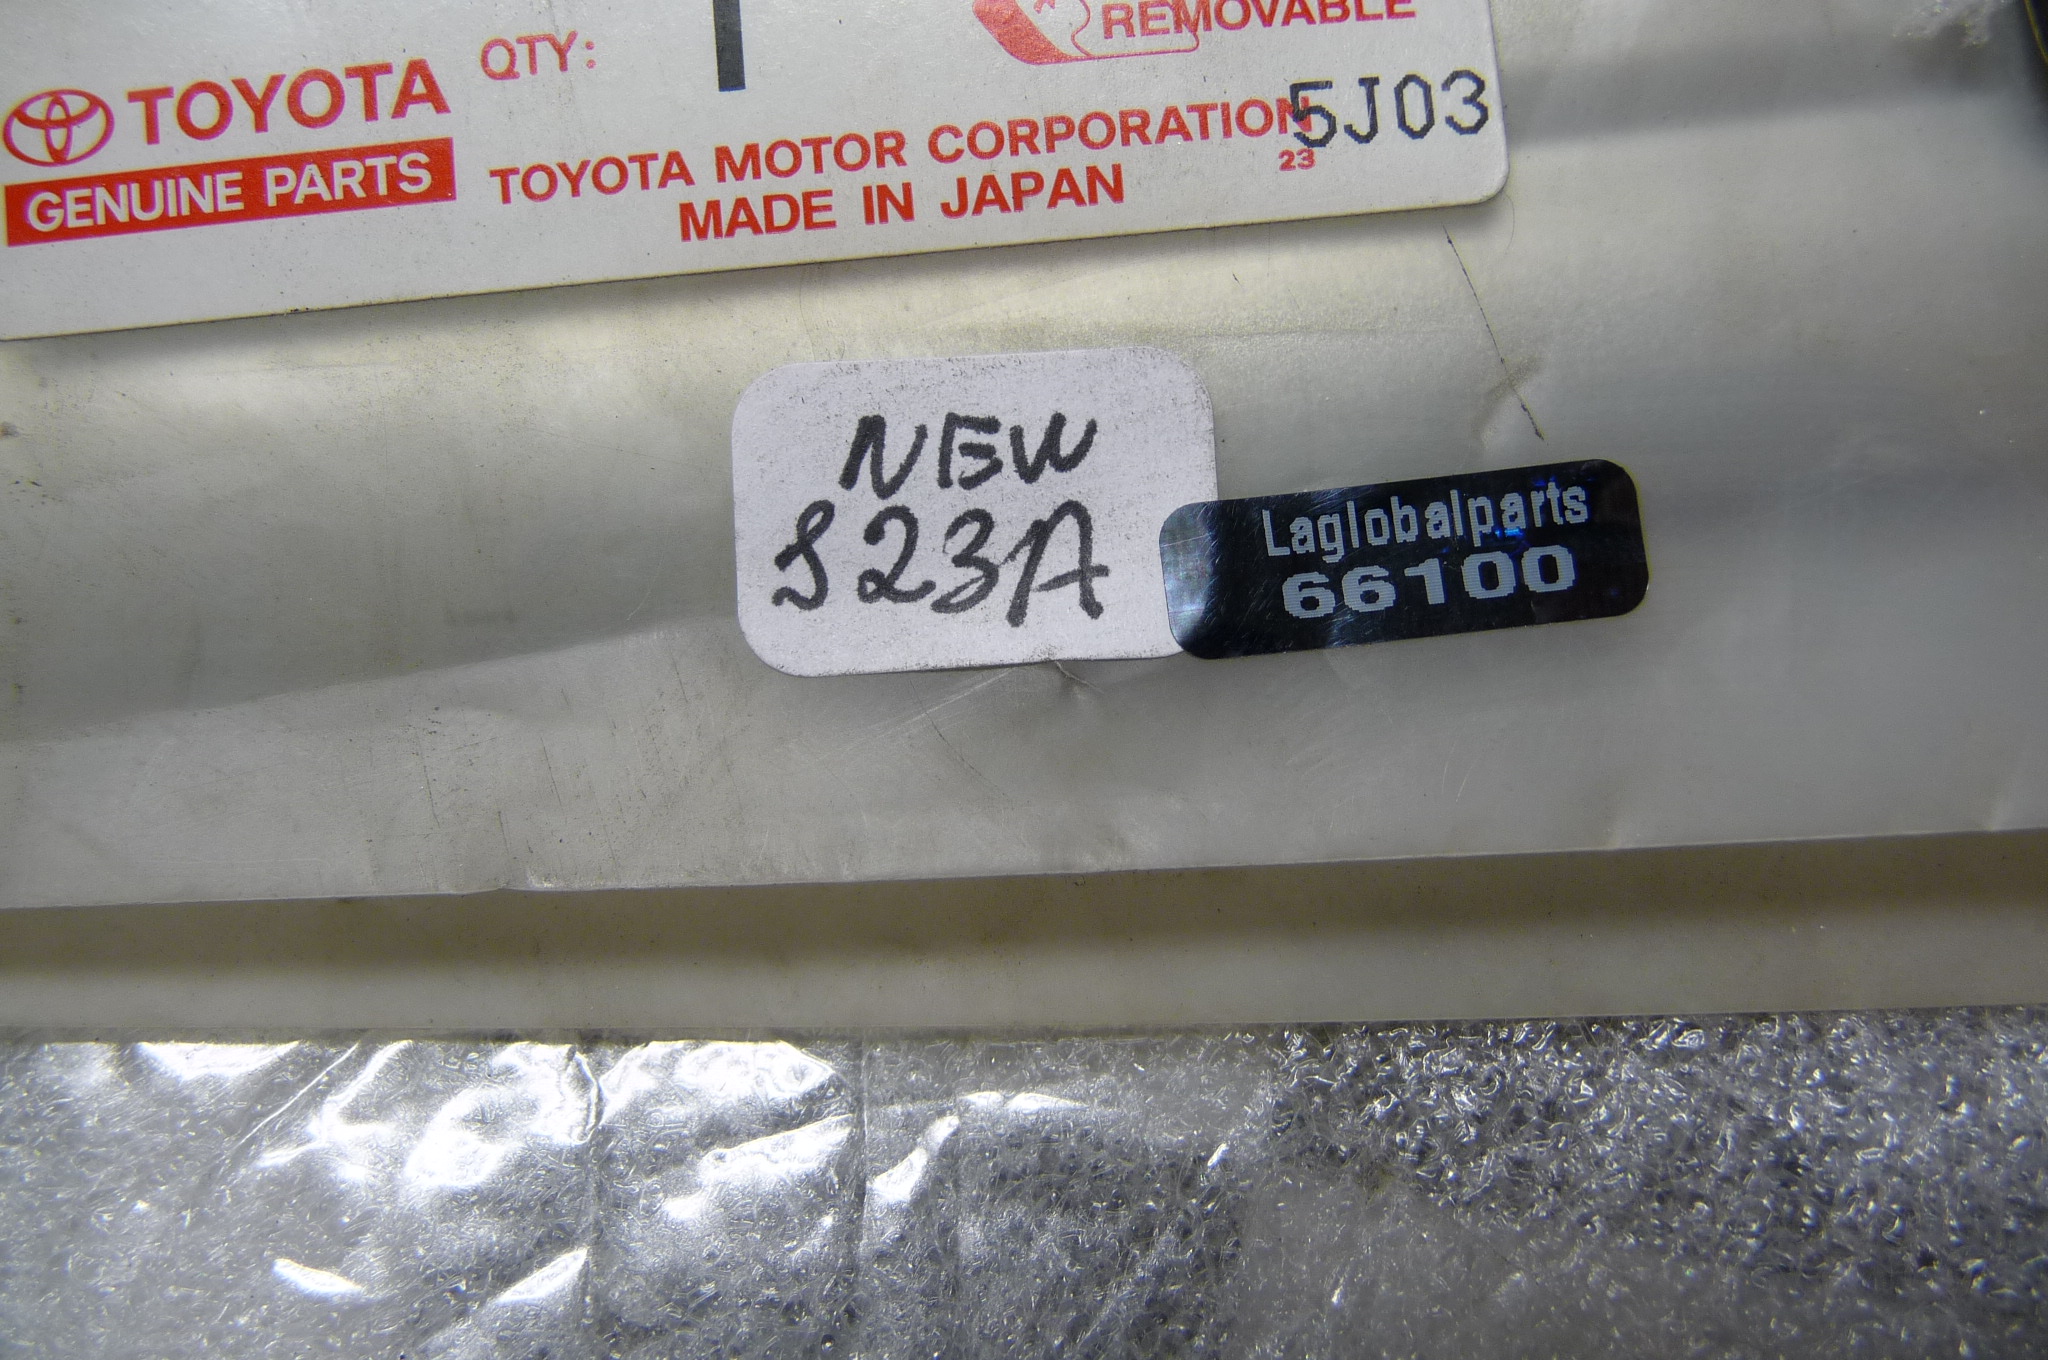 REMOVABLE
QTY: 1
TOYOTA
GENUINE PARTS
TOYOTA MOTOR CORPORATION
5J03
23
MADE IN JAPAN
NEW
S23A
Laglobalparts
66100